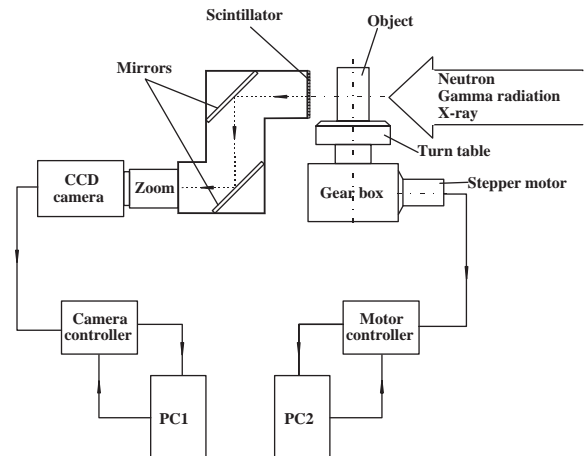 Scintillator
Object
Mirrors
Neutron
Gamma radiation
X-ray
Turn table
CCD
camera
Zoom
Gear box
Stepper motor
Camera
controller
Motor
controller
PC1
PC2